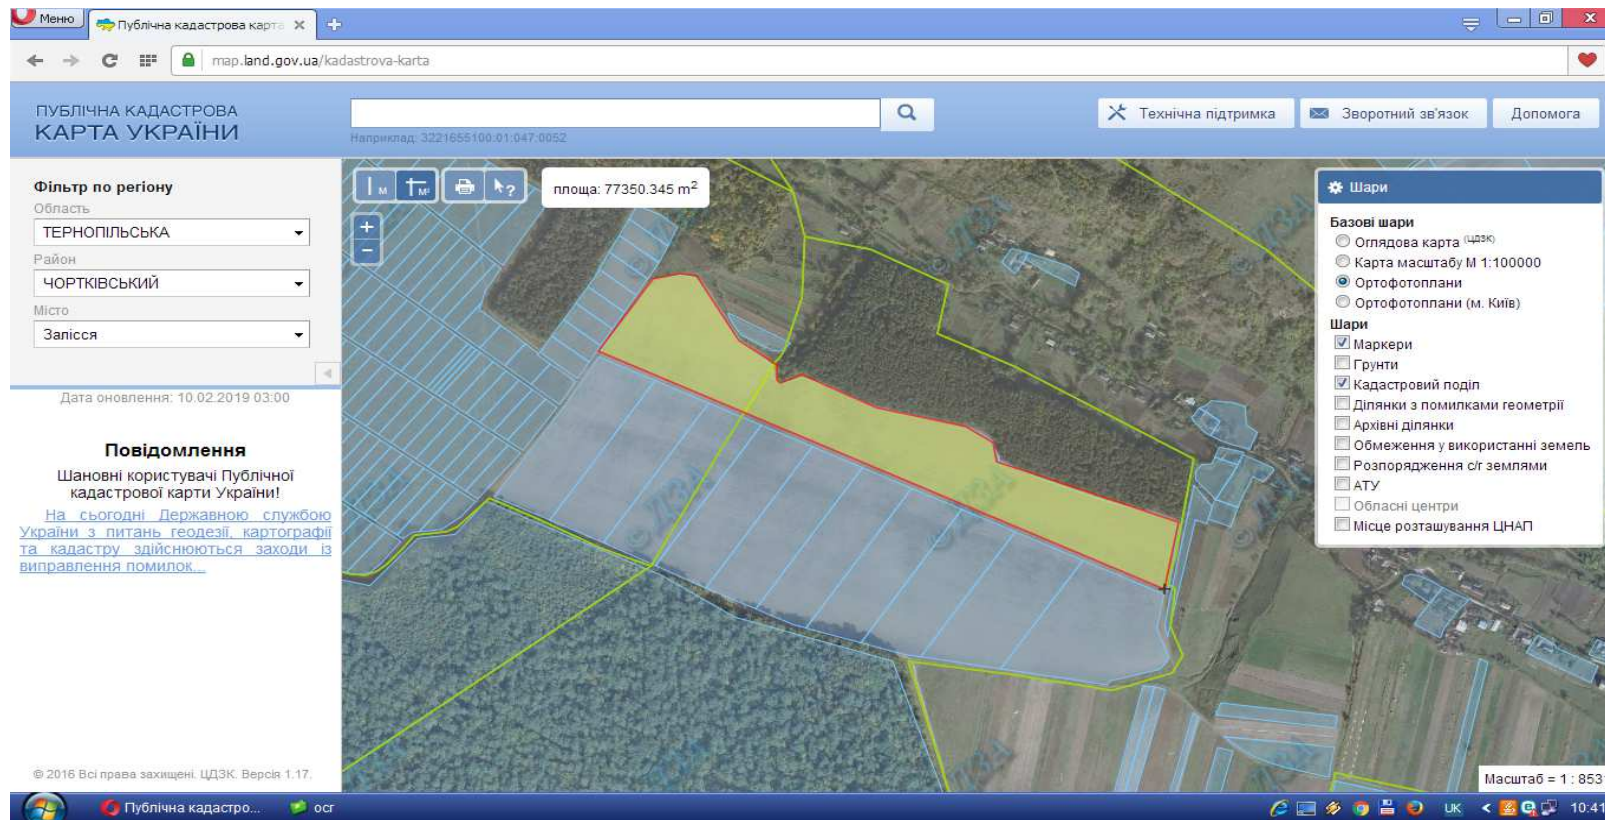 Меню
Публічна кадастрова карта
map.land.gov.ua/kadastrova-karta
ПУБЛІЧНА КАДАСТРОВА
КАРТА УКРАЇНИ
Наприклад: 3221655100:01:047:0052
Технічна підтримка
Зворотний зв'язок
Допомога
Фільтр по регіону
Область
ТЕРНОПІЛЬСЬКА
Район
ЧОРТКІВСЬКИЙ
Місто
Залісся
Дата оновлення: 10.02.2019 03:00
Повідомлення
Шановні користувачі Публічної
кадастрової карти України!
На сьогодні Державною службою
України з питань геодезії, картографії
та кадастру здійснюються заходи із
виправлення помилок...
© 2016 Всі права захищені. ЦДЗК. Версія 1.17.
М
М²
площа: 77350.345 m²
+
−
© ДЗА
Шари
Базові шари
Оглядова карта (ЦДЗК)
Карта масштабу М 1:100000
Ортофотоплани
Ортофотоплани (м. Київ)
Шари
Маркери
Грунти
Кадастровий поділ
Ділянки з помилками геометрії
Архівні ділянки
Обмеження у використанні земель
Розпорядження с/г землями
АТУ
Обласні центри
Місце розташування ЦНАП
Масштаб = 1 : 853
Публічна кадастро...
осг
UK
10:41